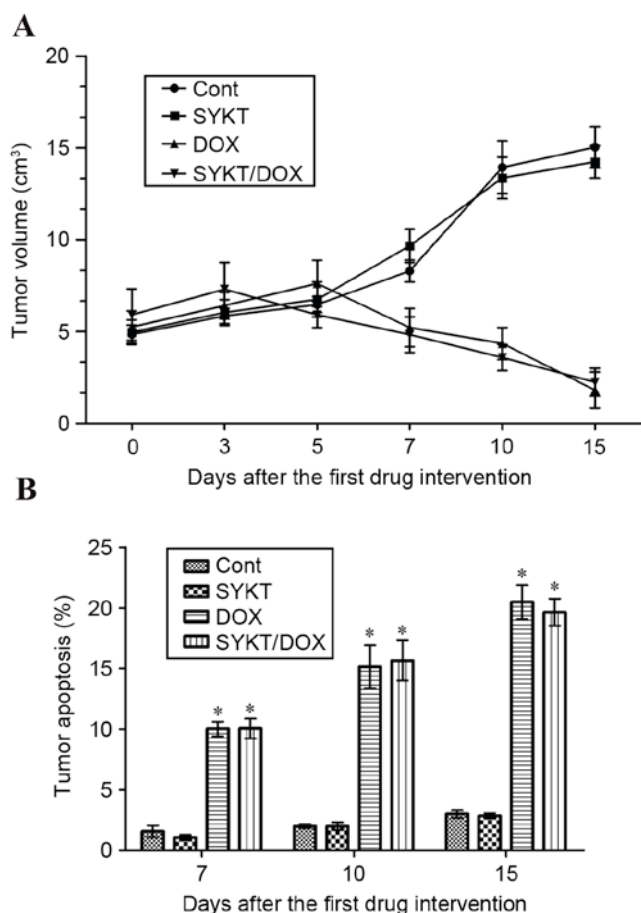 A
20
15
10
5
0
Tumor volume (cm³)
Cont
SYKT
DOX
SYKT/DOX
0 3 5 7 10 15
Days after the first drug intervention
B
25
20
15
10
5
0
Tumor apoptosis (%)
Cont
SYKT
DOX
SYKT/DOX
* *
* *
* *
7 10 15
Days after the first drug intervention